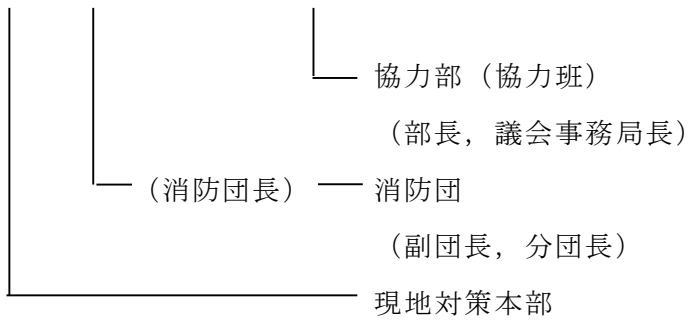 協力部（協力班）
（部長，議会事務局長）
（消防団長） 消防団
（副団長，分団長）
現地対策本部